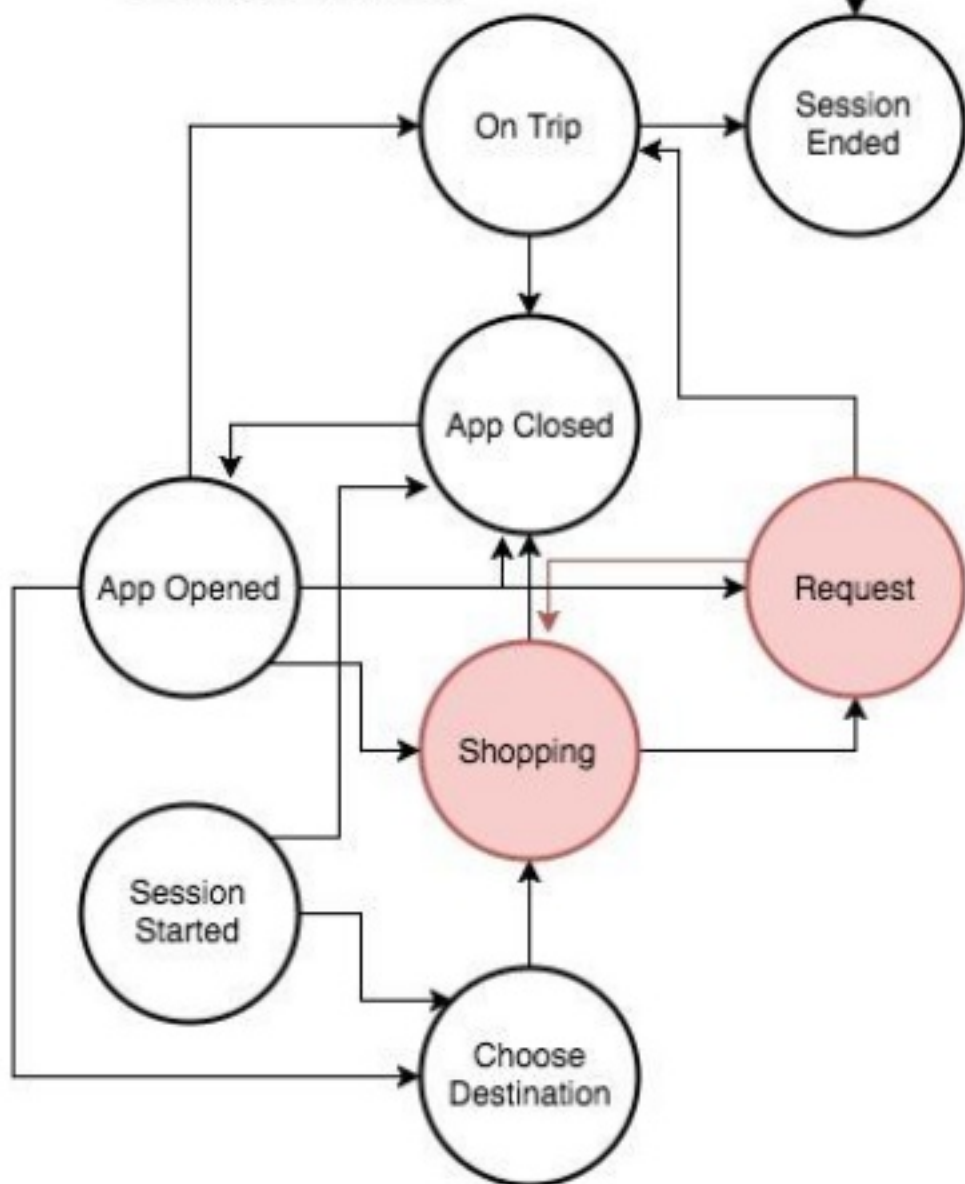 On Trip
Session
Ended
App Closed
App Opened
Request
Shopping
Session
Started
Choose
Destination